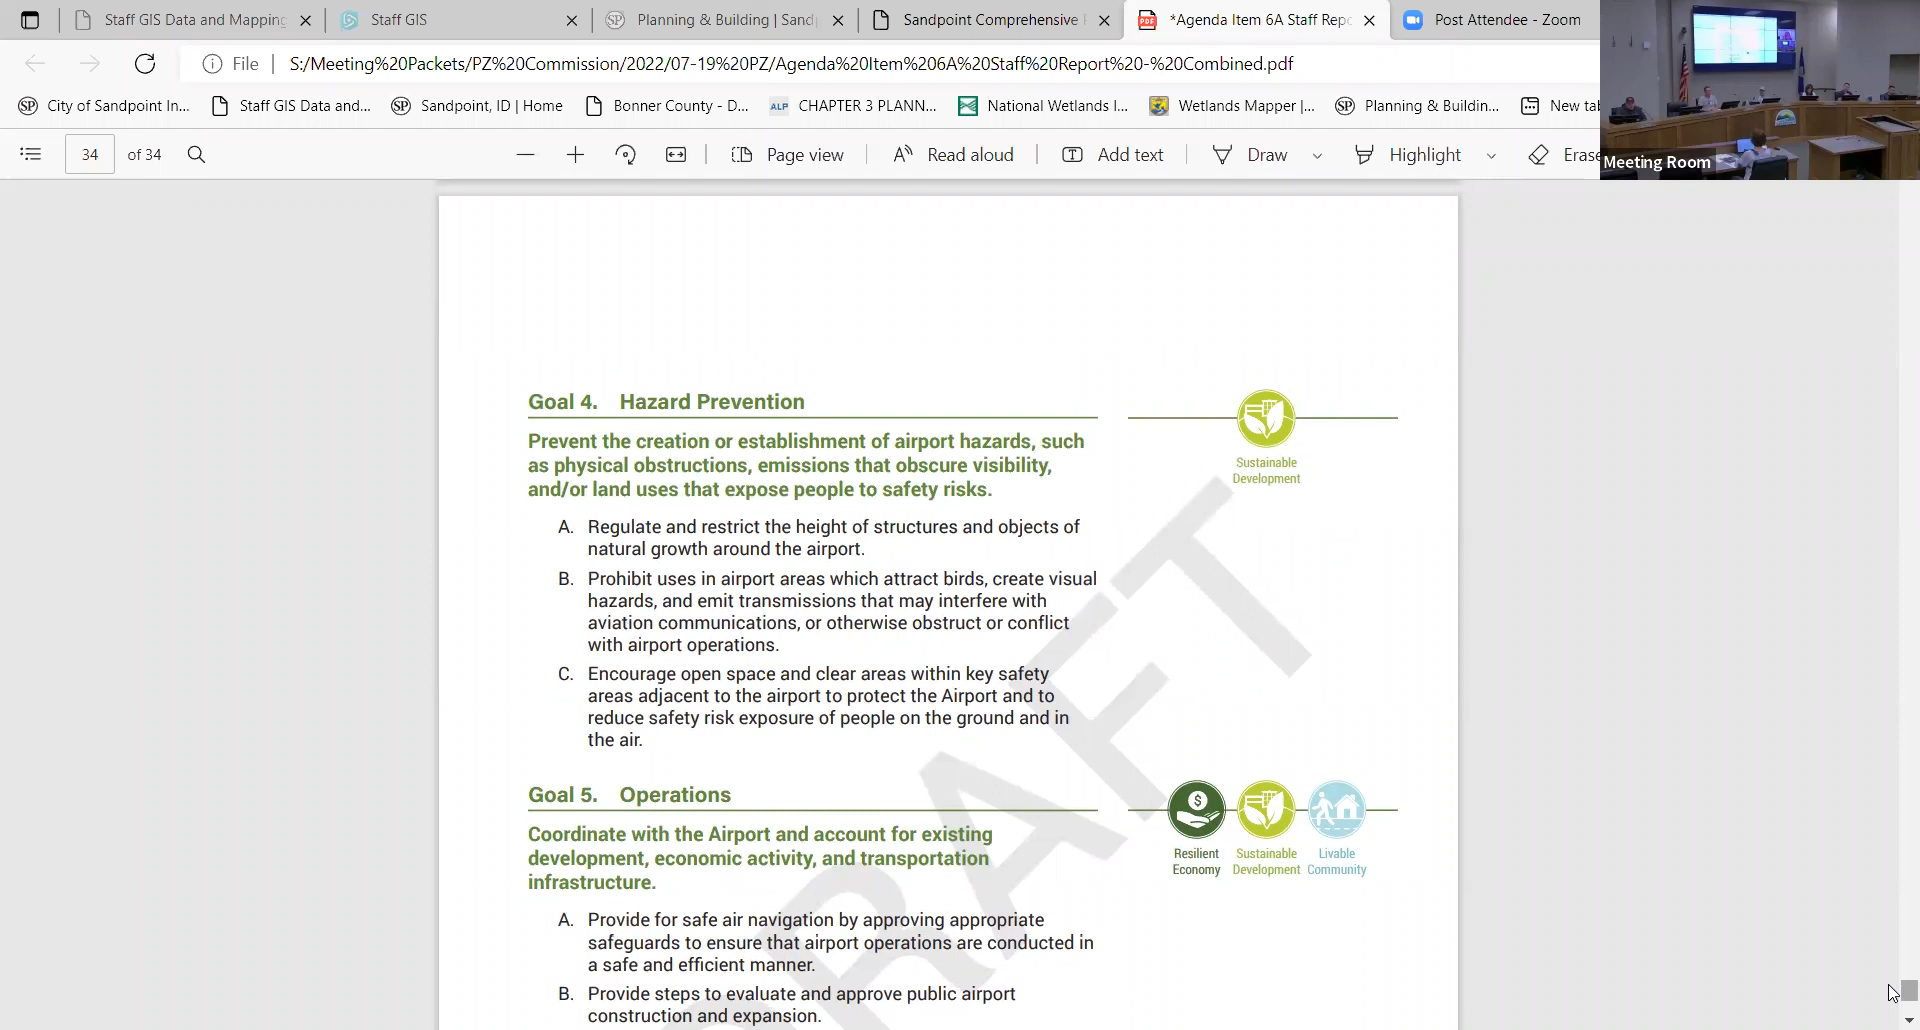 Staff GIS Data and Mapping
Staff GIS
Planning & Building | Sand
Sandpoint Comprehensive
*Agenda Item 6A Staff Repo
Post Attendee - Zoom
File
S:/Meeting%20Packets/PZ%20Commission/2022/07-19%20PZ/Agenda%20Item%206A%20Staff%20Report%20-%20Combined.pdf
City of Sandpoint In...
Staff GIS Data and...
Sandpoint, ID | Home
Bonner County - D...
ALP CHAPTER 3 PLANN...
National Wetlands I...
Wetlands Mapper |...
Planning & Buildin...
New tab
34 of 34
Page view
Read aloud
Add text
Draw
Highlight
Erase
Meeting Room
Goal 4. Hazard Prevention
Prevent the creation or establishment of airport hazards, such
as physical obstructions, emissions that obscure visibility,
and/or land uses that expose people to safety risks.
Sustainable
Development
A. Regulate and restrict the height of structures and objects of
natural growth around the airport.
B. Prohibit uses in airport areas which attract birds, create visual
hazards, and emit transmissions that may interfere with
aviation communications, or otherwise obstruct or conflict
with airport operations.
C. Encourage open space and clear areas within key safety
areas adjacent to the airport to protect the Airport and to
reduce safety risk exposure of people on the ground and in
the air.
Goal 5. Operations
Coordinate with the Airport and account for existing
development, economic activity, and transportation
infrastructure.
Resilient
Economy
Sustainable
Development
Livable
Community
A. Provide for safe air navigation by approving appropriate
safeguards to ensure that airport operations are conducted in
a safe and efficient manner.
B. Provide steps to evaluate and approve public airport
construction and expansion.
DRAFT